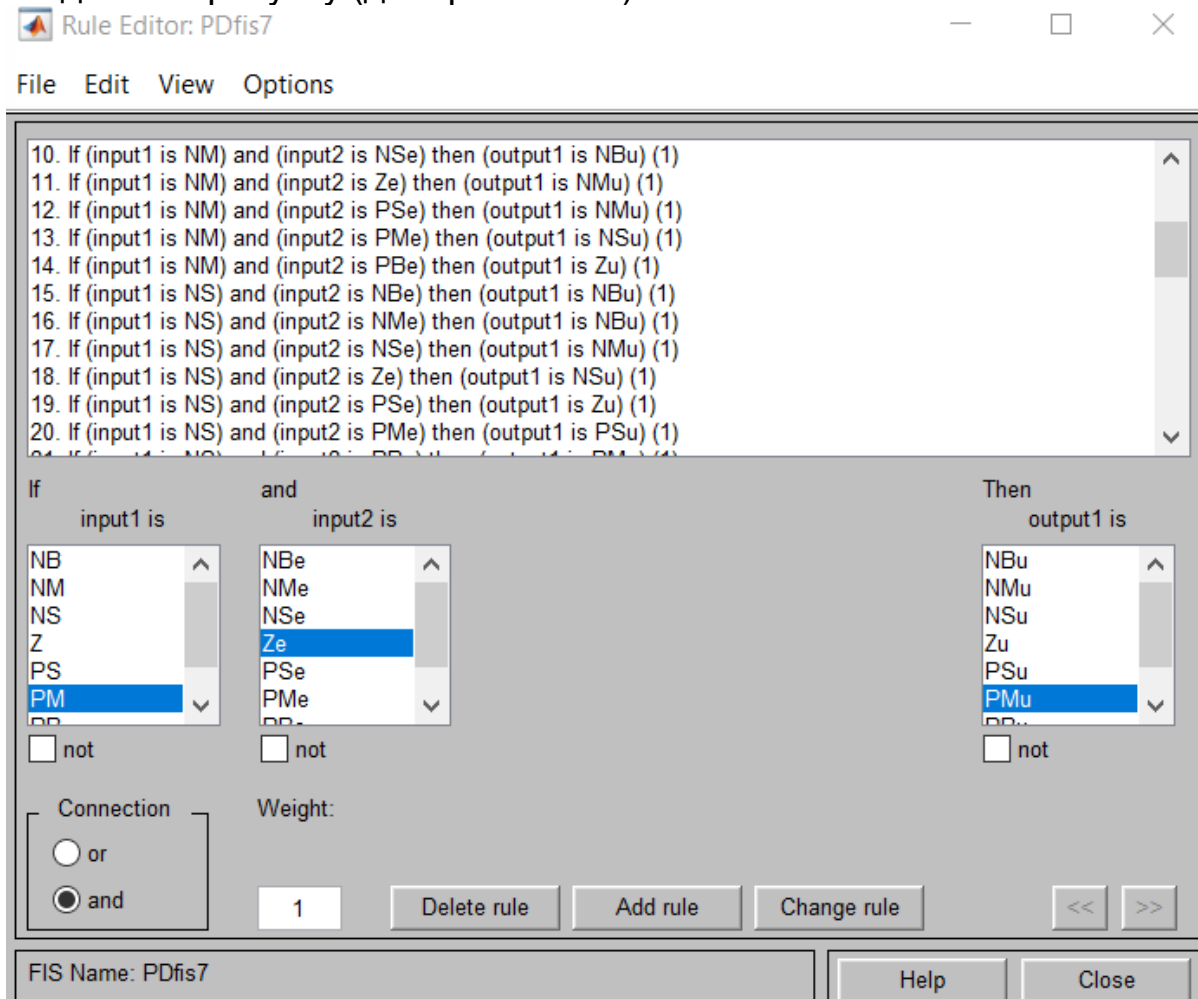 Rule Editor: PDfis7
File Edit View Options
10. If (input1 is NM) and (input2 is NSe) then (output1 is NBu) (1)
11. If (input1 is NM) and (input2 is Ze) then (output1 is NMu) (1)
12. If (input1 is NM) and (input2 is PSe) then (output1 is NMu) (1)
13. If (input1 is NM) and (input2 is PMe) then (output1 is NSu) (1)
14. If (input1 is NM) and (input2 is PBe) then (output1 is Zu) (1)
15. If (input1 is NS) and (input2 is NBe) then (output1 is NBu) (1)
16. If (input1 is NS) and (input2 is NMe) then (output1 is NBu) (1)
17. If (input1 is NS) and (input2 is NSe) then (output1 is NMu) (1)
18. If (input1 is NS) and (input2 is Ze) then (output1 is NSu) (1)
19. If (input1 is NS) and (input2 is PSe) then (output1 is Zu) (1)
20. If (input1 is NS) and (input2 is PMe) then (output1 is PSu) (1)
If and Then
input1 is input2 is output1 is
NB NBe NBu
NM NMe NMu
NS NSe NSu
Z Ze Zu
PS PSe PSu
PM PMe PMu
not not not
Connection Weight:
or
and 1 Delete rule Add rule Change rule << >>
FIS Name: PDfis7 Help Close